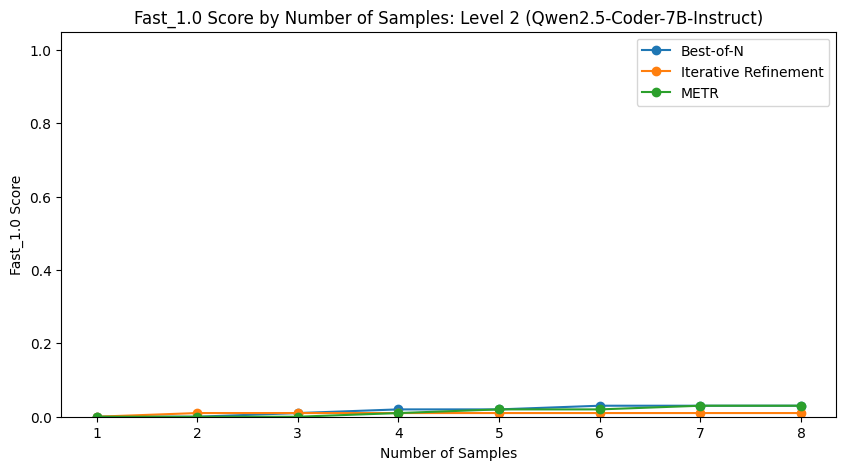 Fast_1.0 Score by Number of Samples: Level 2 (Qwen2.5-Coder-7B-Instruct)
Best-of-N
Iterative Refinement
METR
Fast_1.0 Score
1.0
0.8
0.6
0.4
0.2
0.0
1 2 3 4 5 6 7 8
Number of Samples